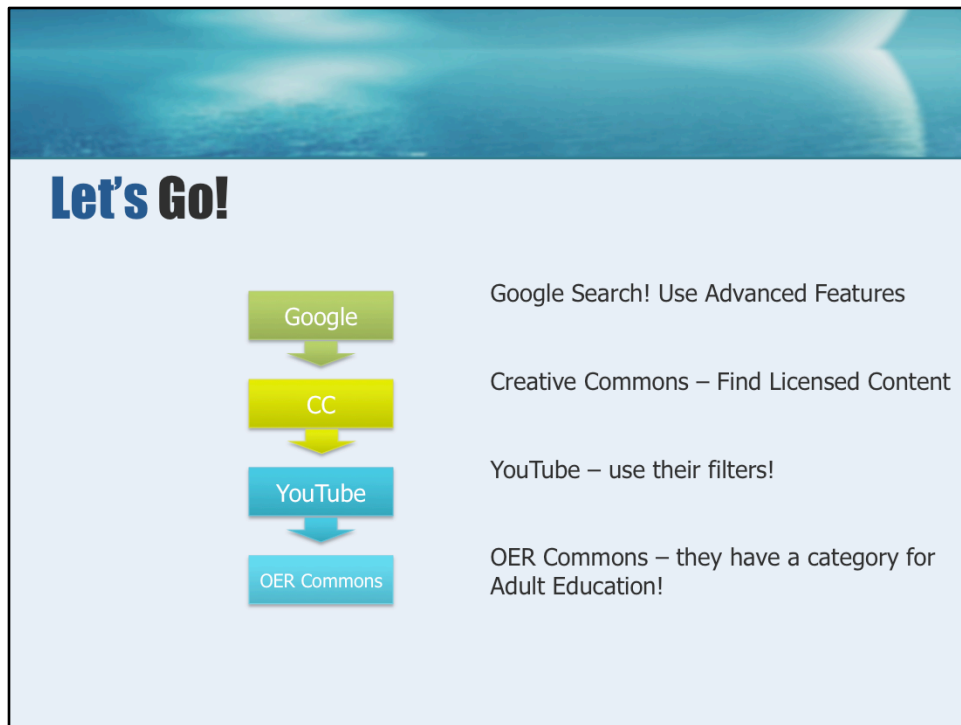 Let's Go!
Google
Google Search! Use Advanced Features
CC
Creative Commons – Find Licensed Content
YouTube
YouTube – use their filters!
OER Commons
OER Commons – they have a category for
Adult Education!